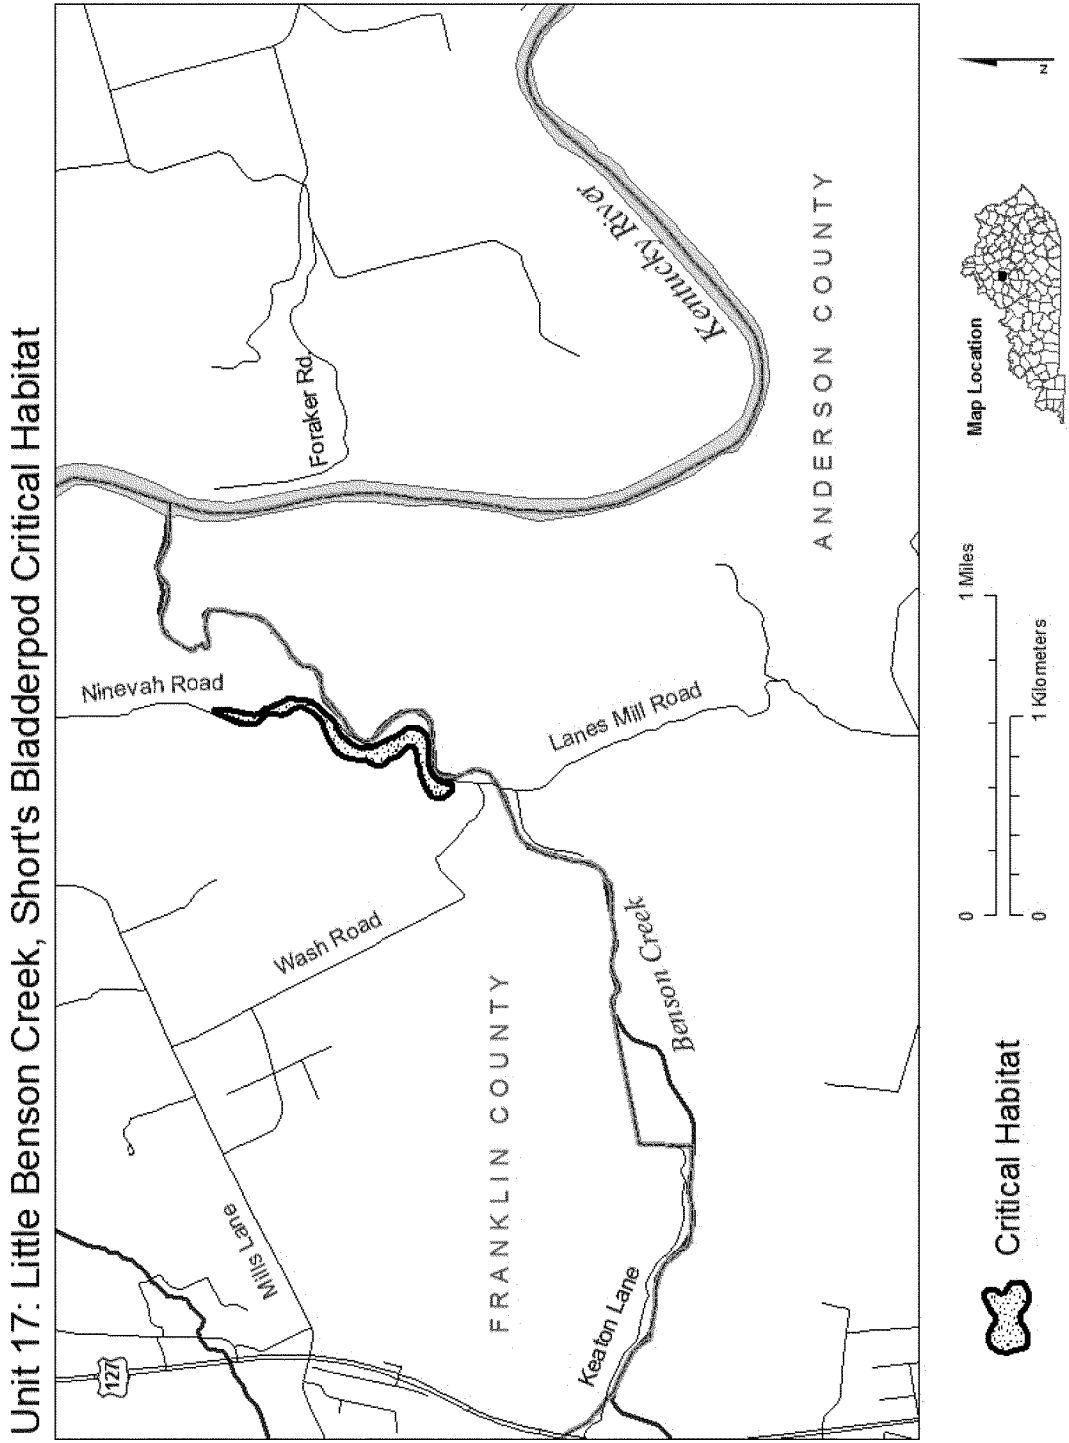 Unit 17: Little Benson Creek, Short's Bladderpod Critical Habitat
127
Mills Lane
Wash Road
Ninevah Road
Foraker Rd.
Kentucky River
FRANKLIN COUNTY
Lanes Mill Road
Keaton Lane
Benson Creek
ANDERSON COUNTY
Critical Habitat
0 1 Miles
0 1 Kilometers
Map Location
N